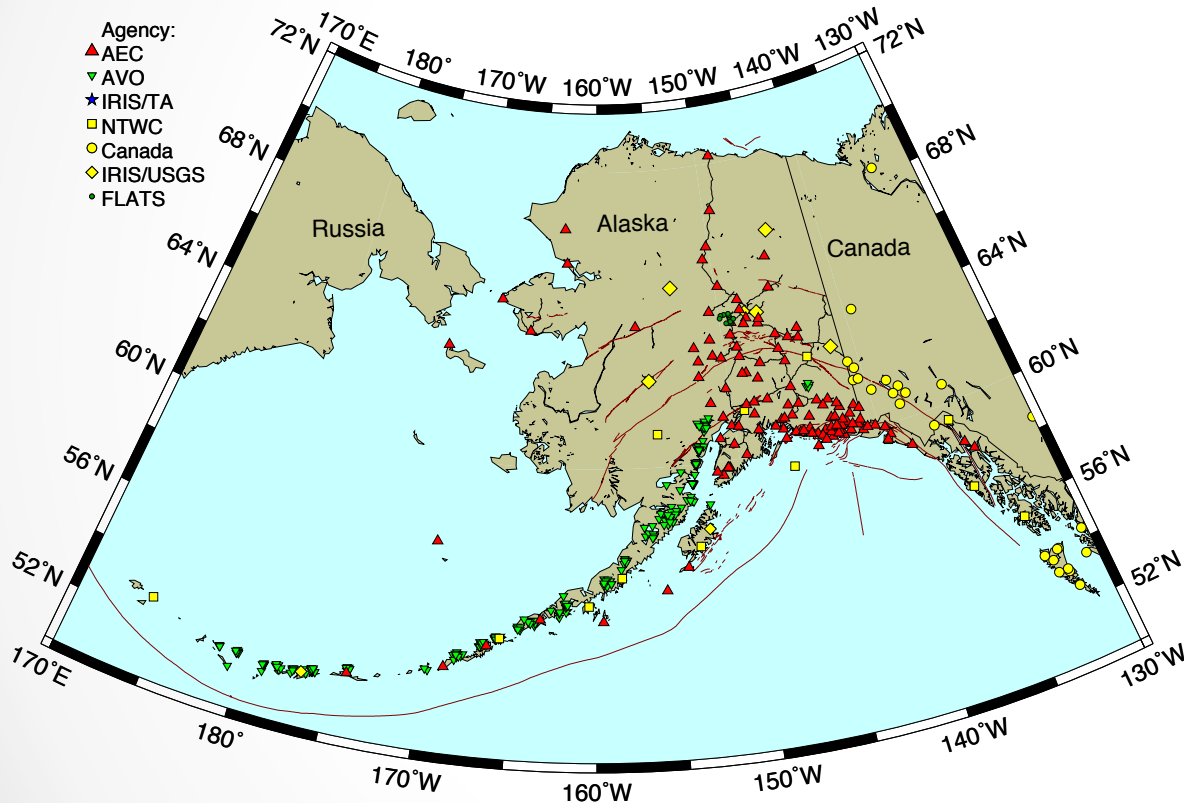 Agency:
AEC
AVO
IRIS/TA
NTWC
Canada
IRIS/USGS
FLATS
170˚E
180˚
170˚W
160˚W
150˚W
140˚W
130˚W
72˚N
72˚N
68˚N
68˚N
64˚N
64˚N
60˚N
60˚N
56˚N
56˚N
52˚N
52˚N
Russia
Alaska
Canada
170˚E
180˚
170˚W
160˚W
150˚W
140˚W
130˚W